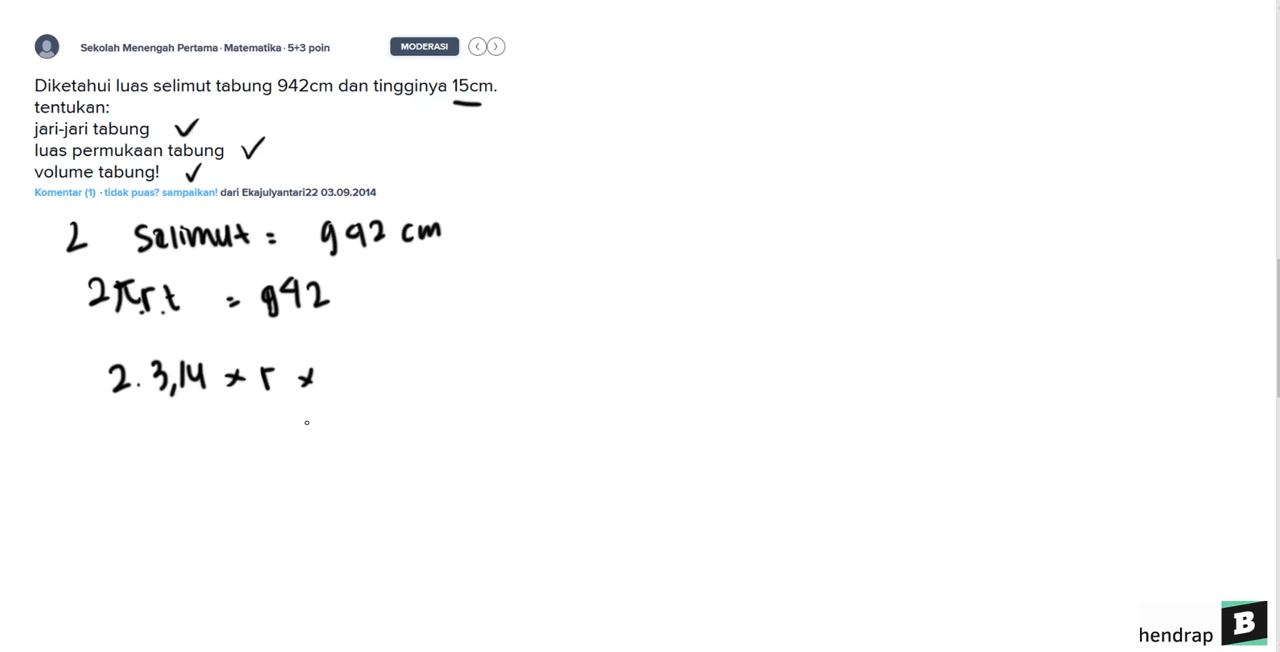 Sekolah Menengah Pertama · Matematika · 5+3 poin MODERASI
Diketahui luas selimut tabung 942cm dan tingginya 15cm.
tentukan:
jari-jari tabung
luas permukaan tabung
volume tabung!
Komentar (1) · tidak puas? sampaikan! dari Ekajulyantari22 03.09.2014
L selimut = 942 cm
2πr.t = 942
2. 3,14 × r ×
hendrap B